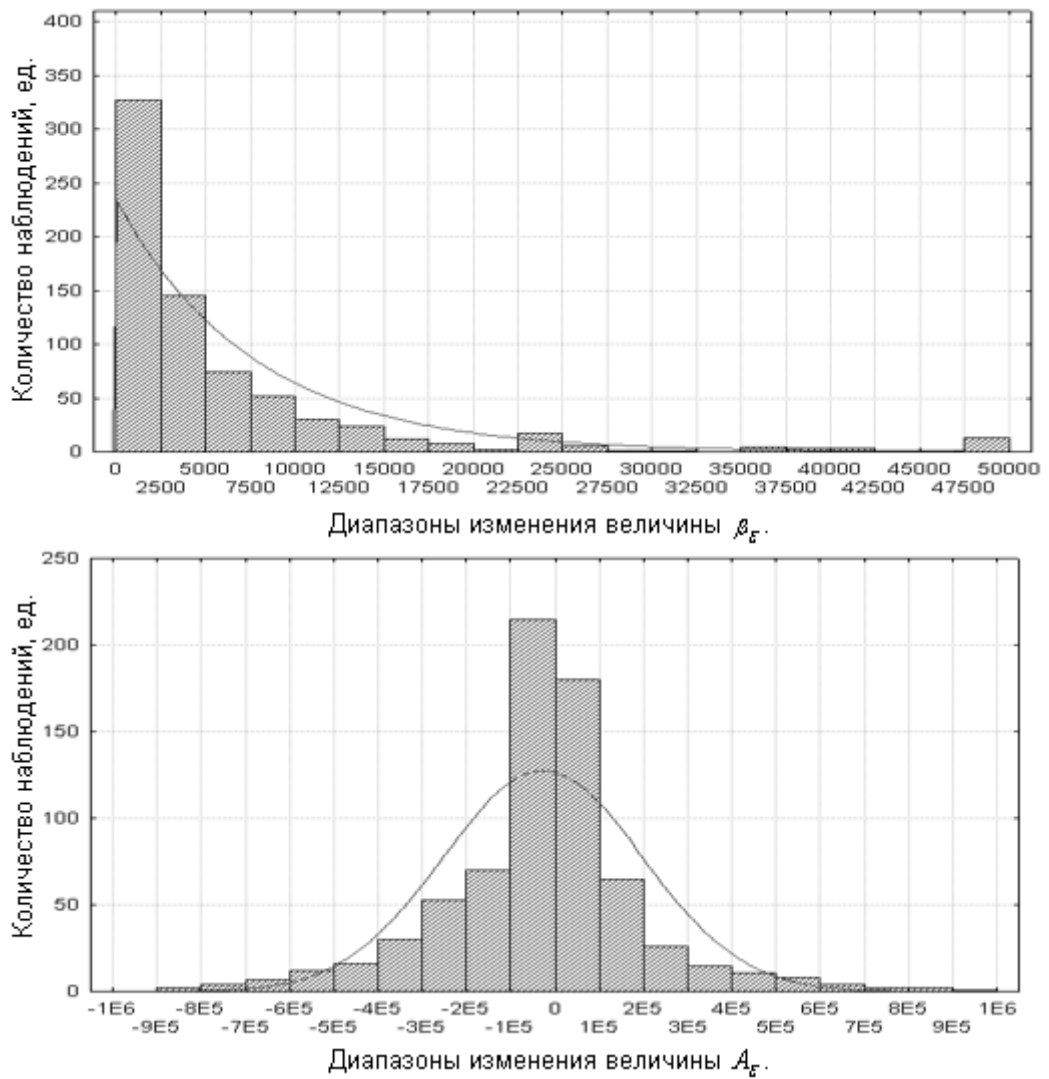 Количество наблюдений, ед.
400
350
300
250
200
150
100
50
0
0 5000 10000 15000 20000 25000 30000 35000 40000 45000 50000
2500 7500 12500 17500 22500 27500 32500 37500 42500 47500
Диапазоны изменения величины βε.
Количество наблюдений, ед.
250
200
150
100
50
0
-1E6 -8E5 -6E5 -4E5 -2E5 0 2E5 4E5 6E5 8E5 1E6
-9E5 -7E5 -5E5 -3E5 -1E5 1E5 3E5 5E5 7E5 9E5
Диапазоны изменения величины Aε.